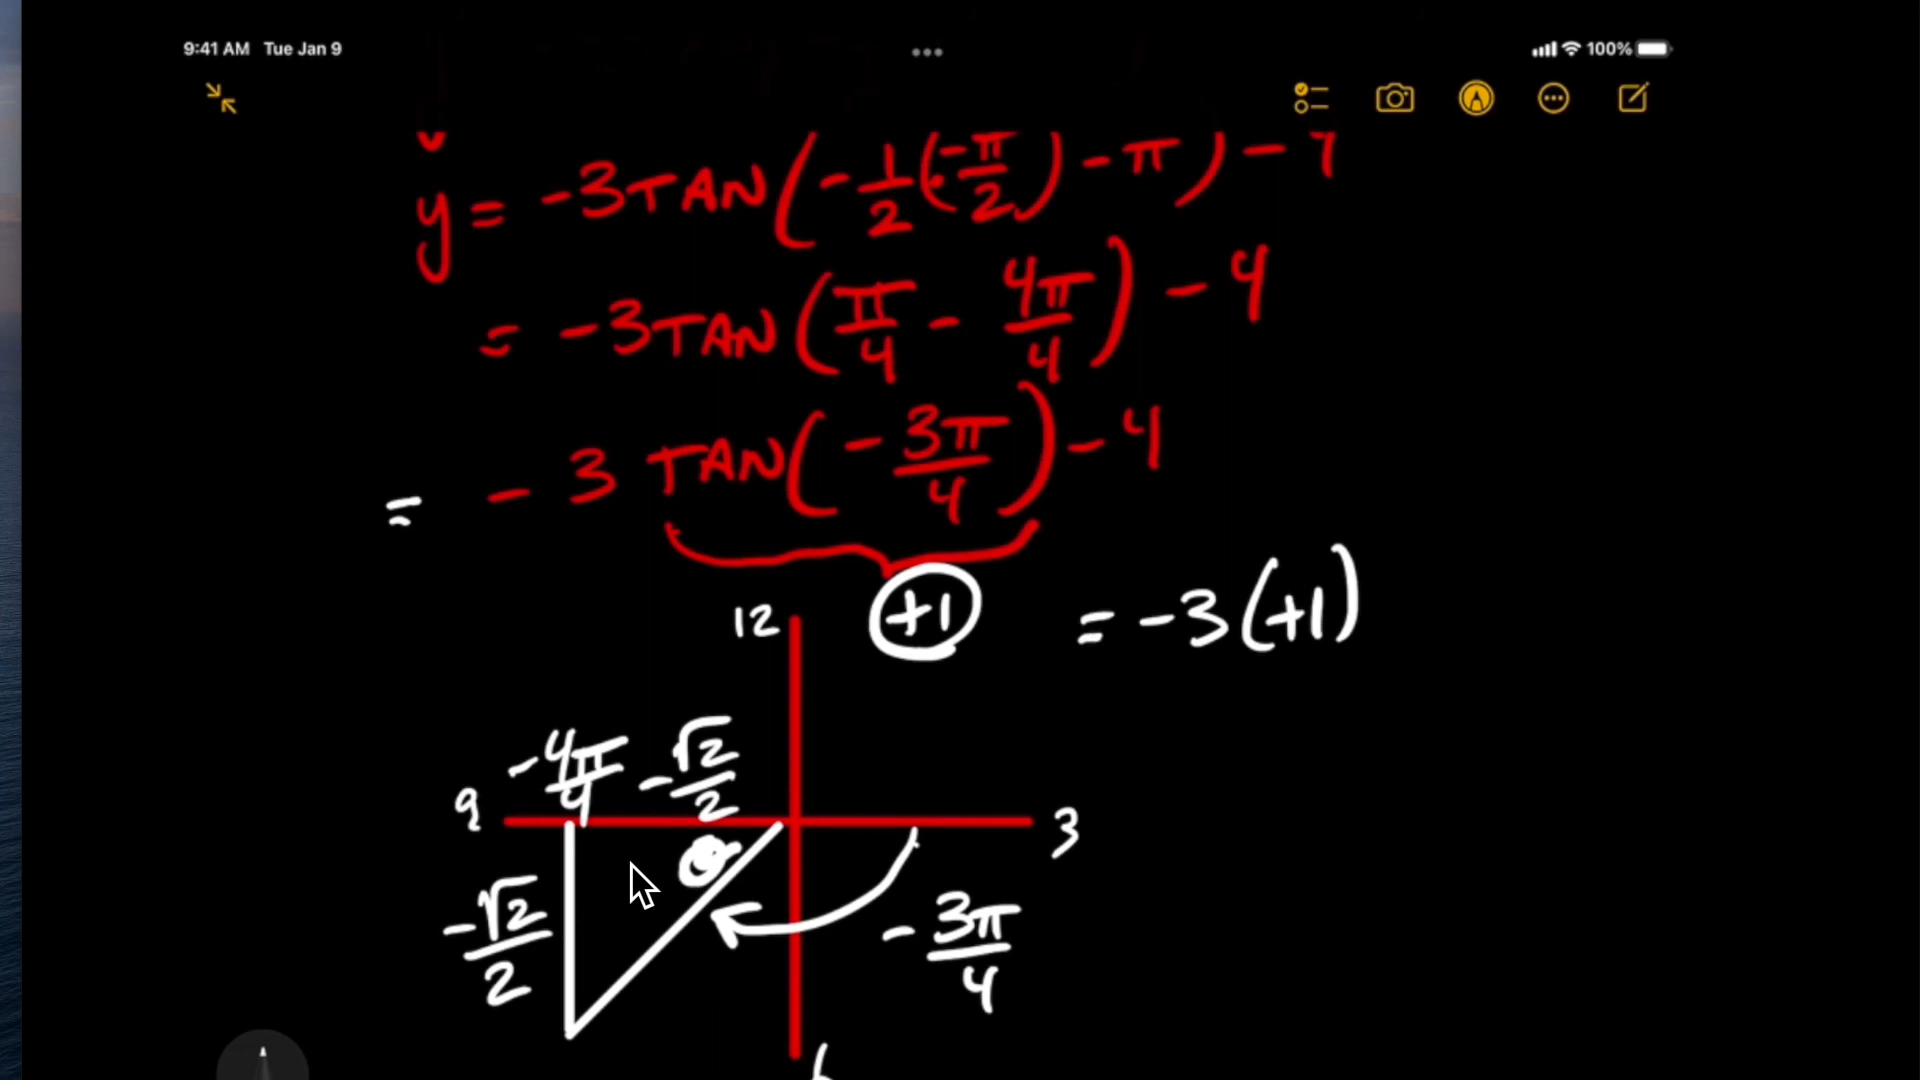 9:41 AM Tue Jan 9
100%
y = -3TAN(-1/2(-π/2) - π) - 4
= -3TAN(π/4 - 4π/4) - 4
= -3 TAN(-3π/4) - 4
+1 = -3(+1)
12
-4π/4 -√2/2
9 3
-√2/2
-3π/4